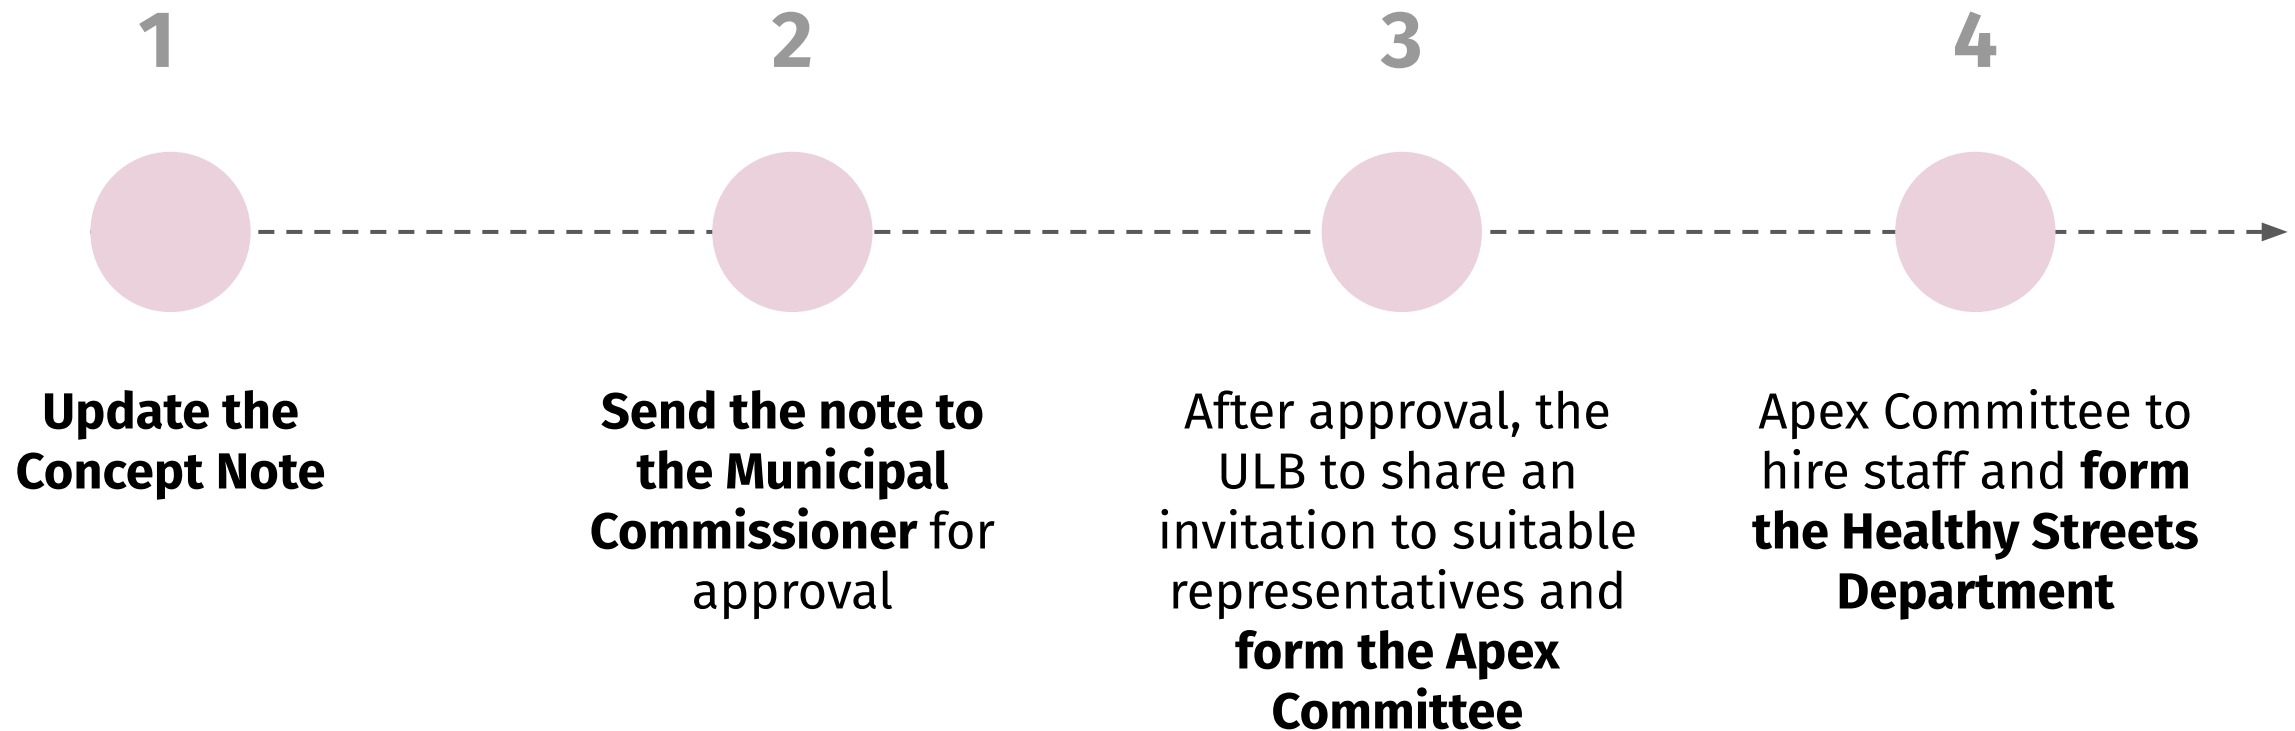 1
Update the
Concept Note
2
Send the note to
the Municipal
Commissioner for
approval
3
After approval, the
ULB to share an
invitation to suitable
representatives and
form the Apex
Committee
4
Apex Committee to
hire staff and form
the Healthy Streets
Department